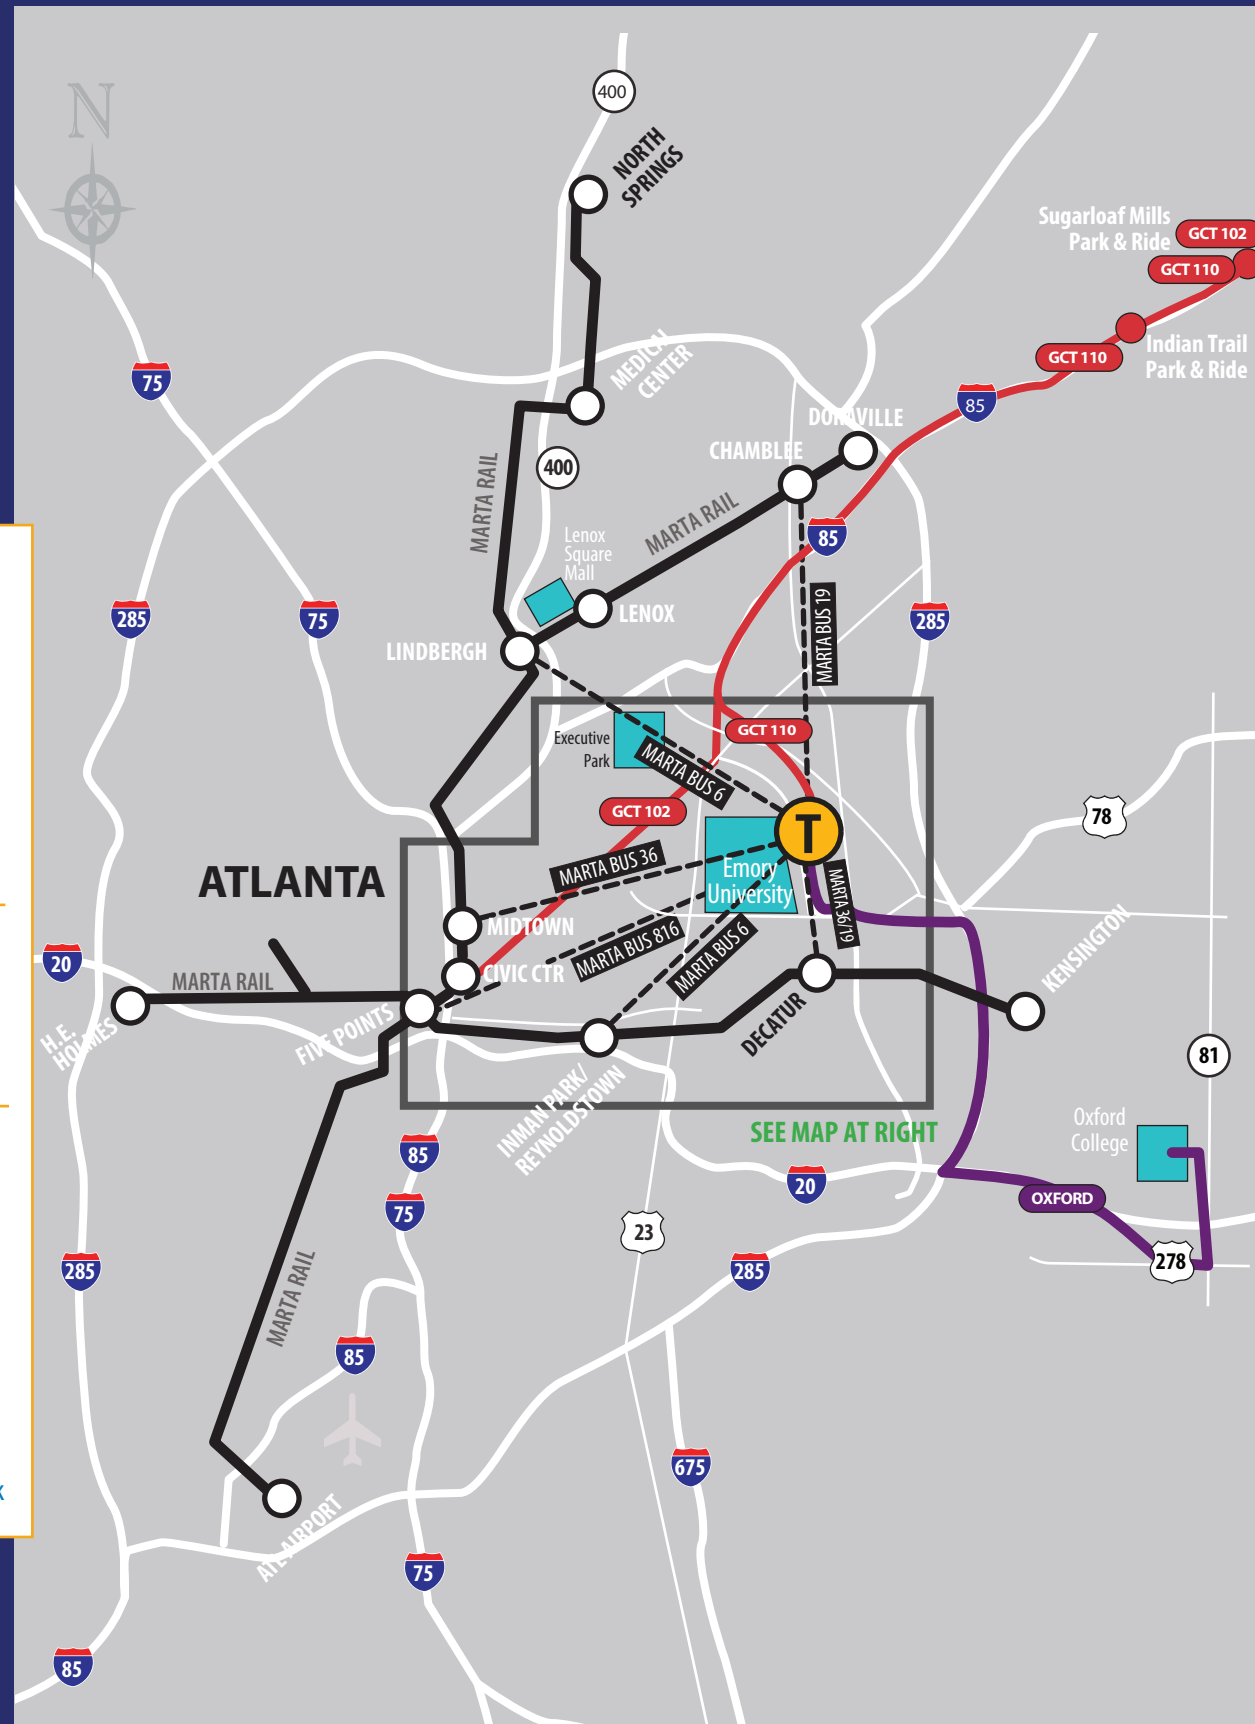 N
400
NORTH
SPRINGS
Sugarloaf Mills
Park & Ride
GCT 102
GCT 110
Indian Trail
Park & Ride
GCT 110
75
MEDICAL
CENTER
85
DORAVILLE
CHAMBLEE
400
MARTA RAIL
MARTA RAIL
85
Lenox
Square
Mall
LENOX
MARTA BUS 19
285
75
285
LINDBERGH
Executive
Park
GCT 110
MARTA BUS 6
GCT 102
78
T
MARTA BUS 36
Emory
University
ATLANTA
MARTA 36/19
MIDTOWN
MARTA BUS 816
MARTA BUS 6
KENSINGTON
20
MARTA RAIL
CIVIC CTR
H.E.
HOLMES
FIVE POINTS
DECATUR
81
INMAN PARK/
REYNOLDSTOWN
SEE MAP AT RIGHT
Oxford
College
85
20
OXFORD
75
23
278
285
285
MARTA RAIL
85
675
K
ATL AIRPORT
75
85